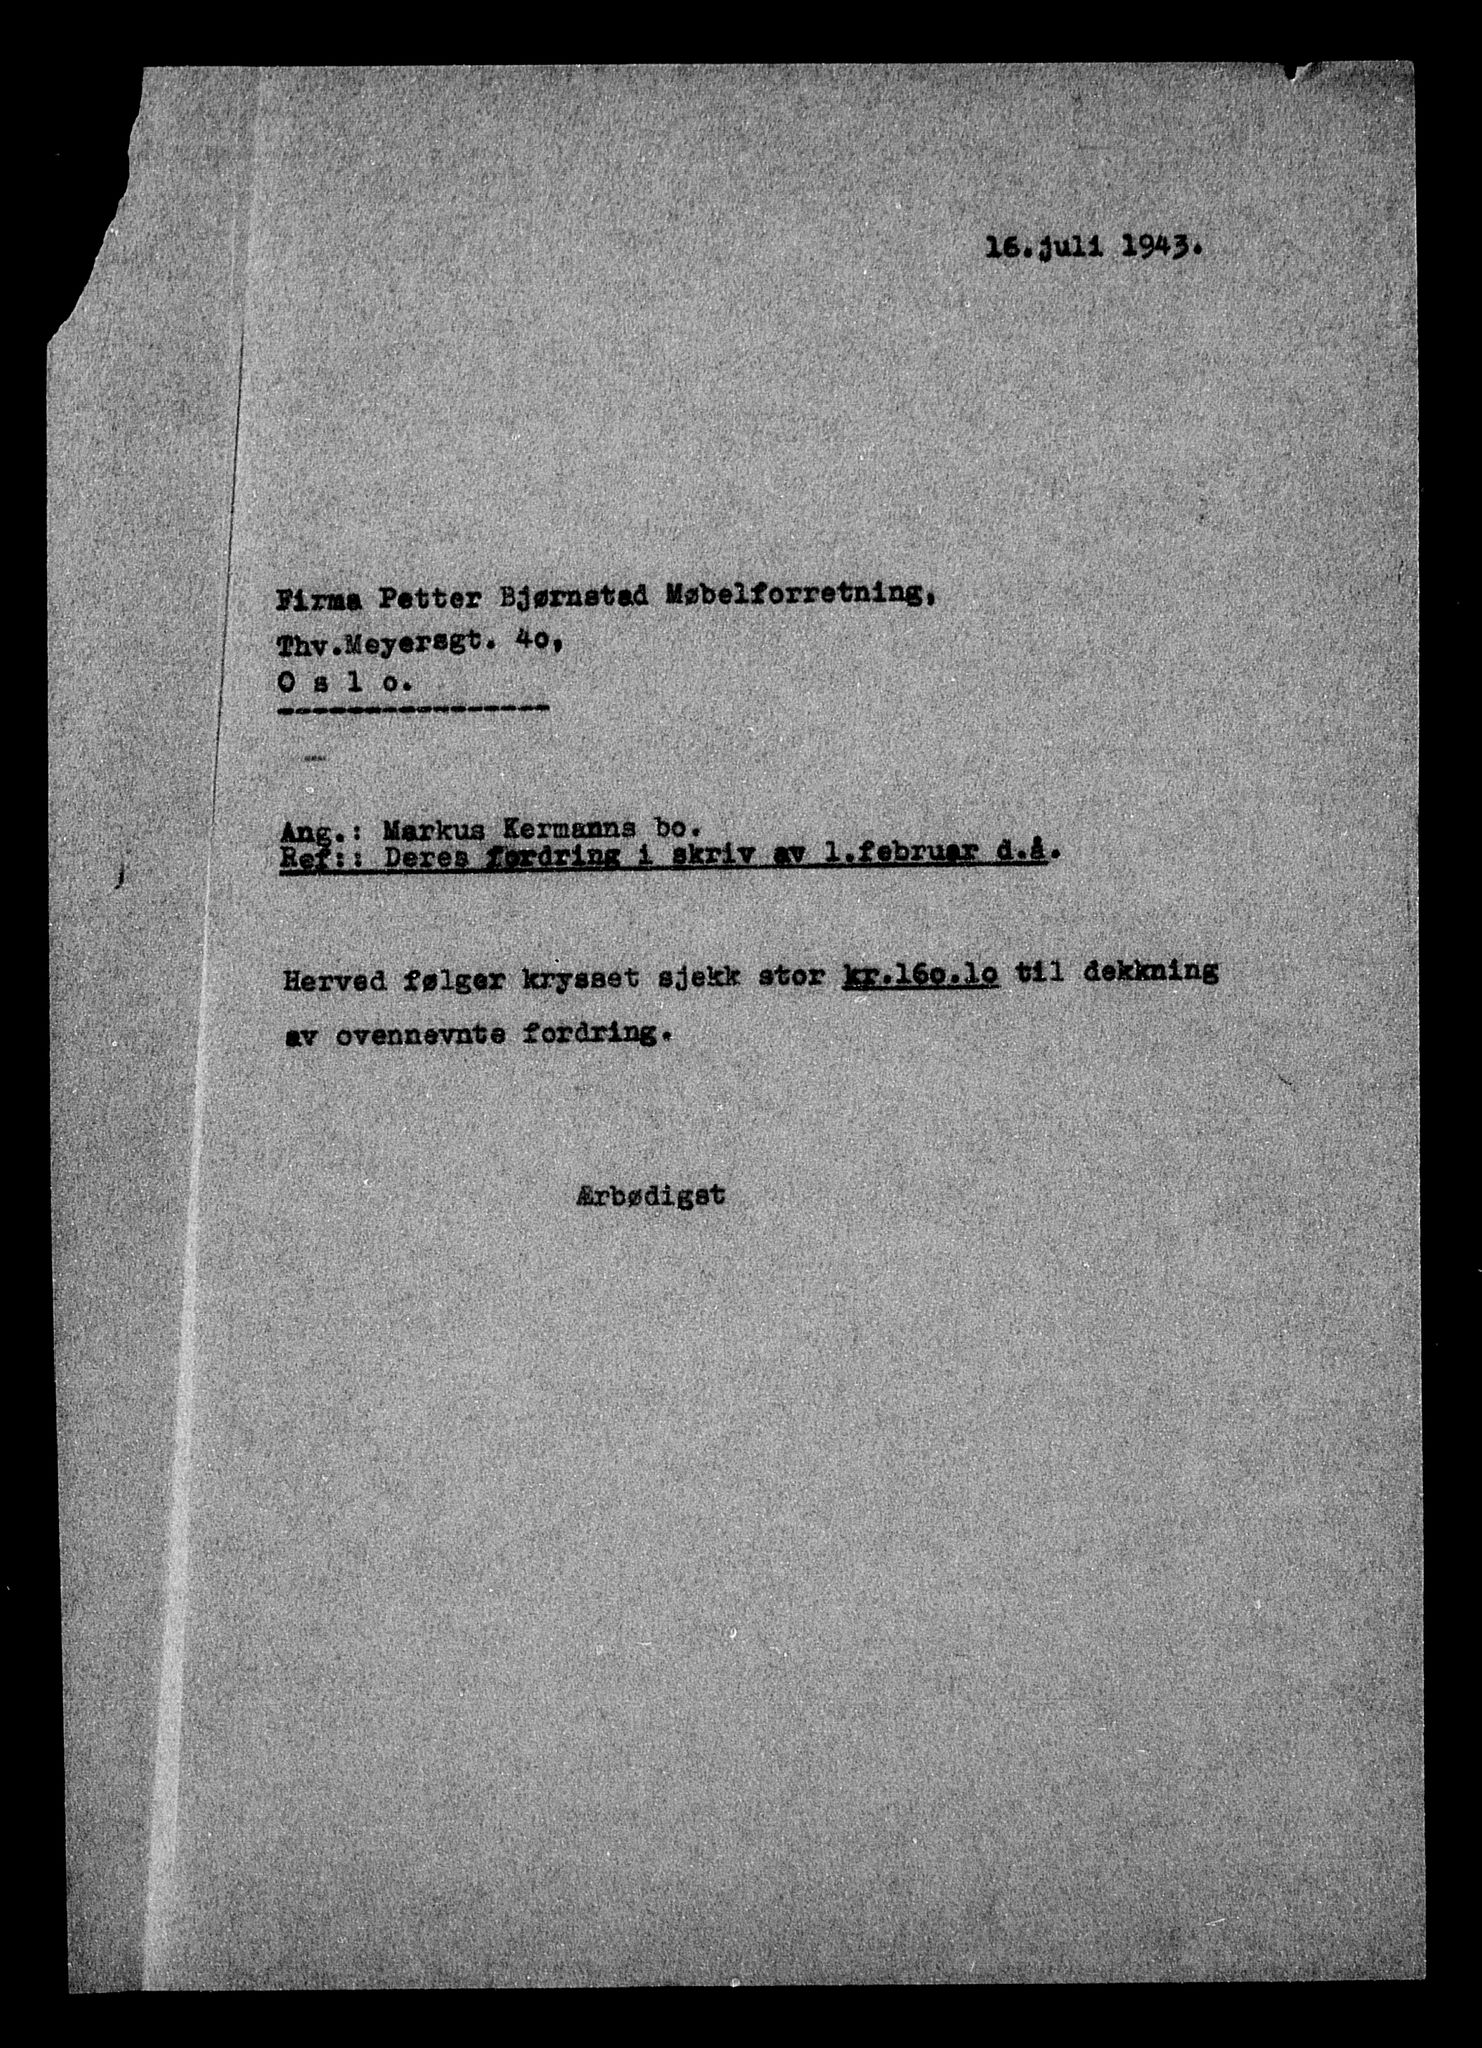 16.juli 1943.
Firma Petter Bjørnstad Møbelforretning,
Thv.Meyersgt. 4o,
O s l o.
----------------
Ang.: Markus Kermanns bo.
Ref:: Deres fordring i skriv av 1.februar d.å.
Herved følger krysset sjekk stor kr.16o.1o til dekkning
av ovennevnte fordring.
Ærbødigst